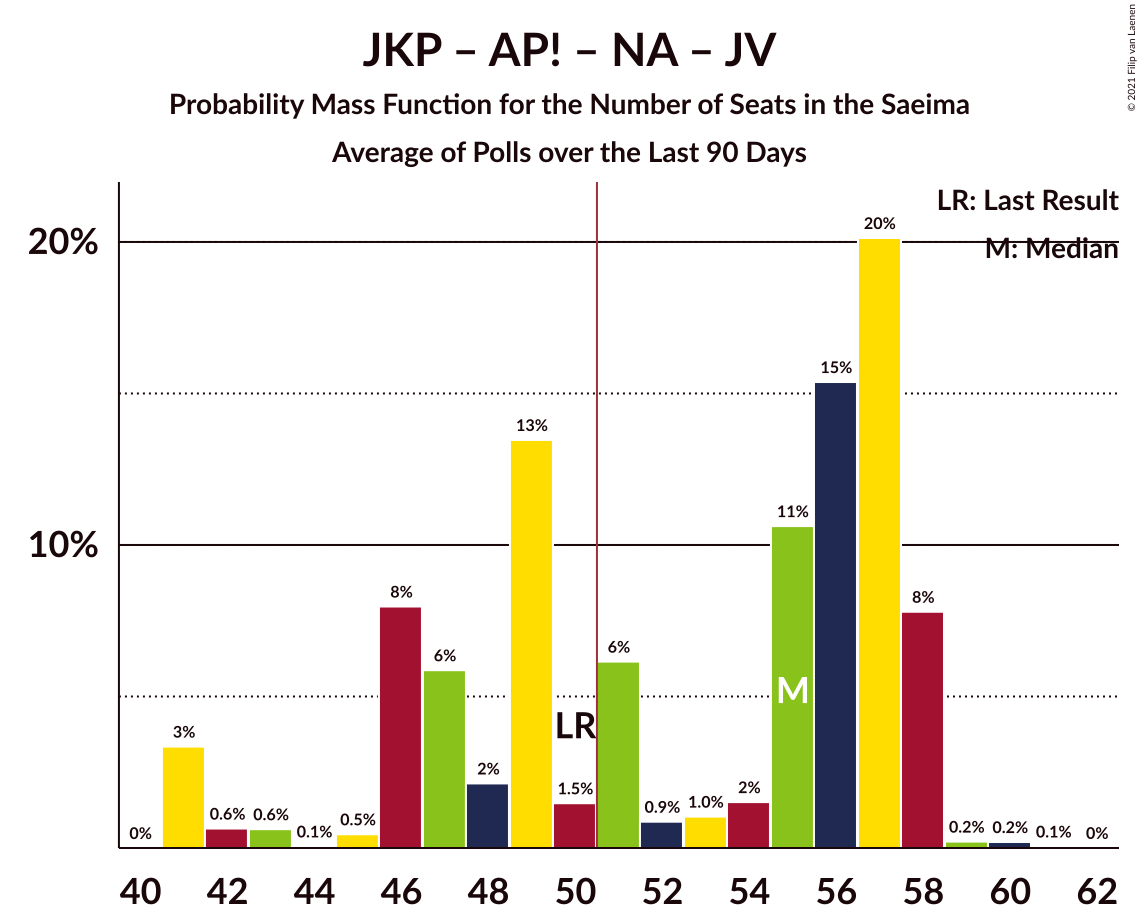 JKP – AP! – NA – JV
Probability Mass Function for the Number of Seats in the Saeima
Average of Polls over the Last 90 Days
© 2021 Filip van Laenen
LR: Last Result
M: Median
20%
10%
0%
3%
0.6%
0.6%
0.1%
0.5%
8%
6%
2%
13%
1.5%
6%
0.9%
1.0%
2%
11%
15%
20%
8%
0.2%
0.2%
0.1%
0%
LR
M
40 42 44 46 48 50 52 54 56 58 60 62